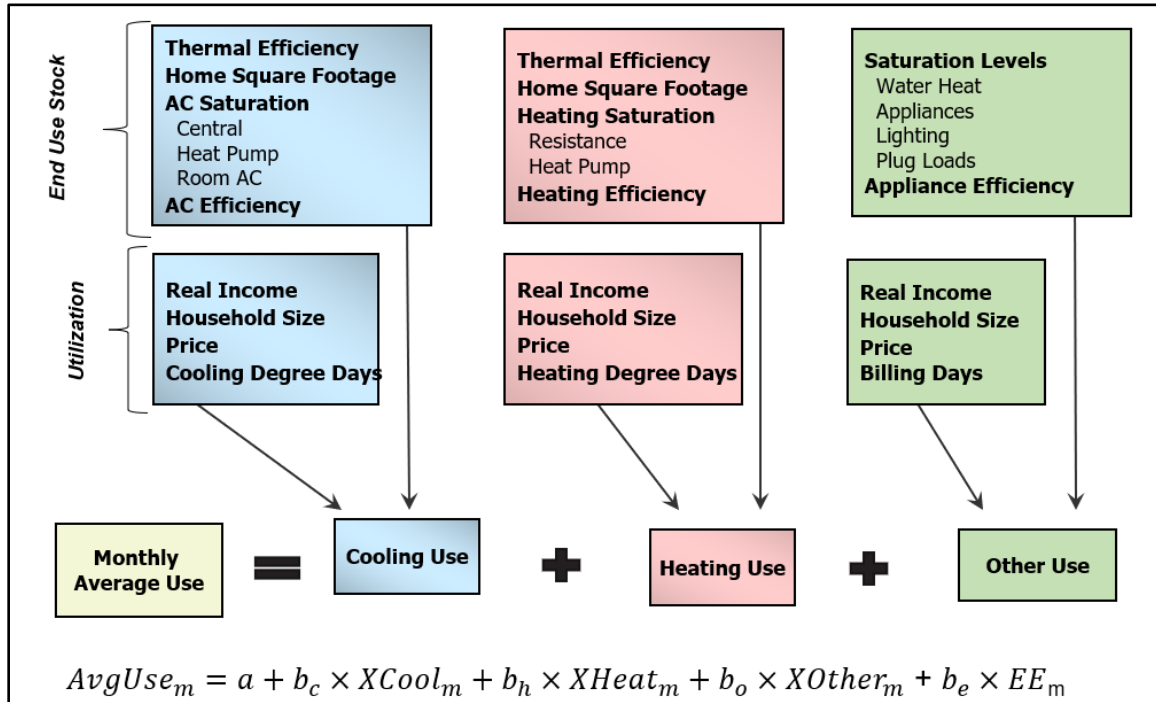 End Use Stock
Thermal Efficiency
Home Square Footage
AC Saturation
Central
Heat Pump
Room AC
AC Efficiency
Thermal Efficiency
Home Square Footage
Heating Saturation
Resistance
Heat Pump
Heating Efficiency
Saturation Levels
Water Heat
Appliances
Lighting
Plug Loads
Appliance Efficiency
Utilization
Real Income
Household Size
Price
Cooling Degree Days
Real Income
Household Size
Price
Heating Degree Days
Real Income
Household Size
Price
Billing Days
Monthly
Average Use
=
Cooling Use
+
Heating Use
+
Other Use
AvgUse_m = a + b_c × XCool_m + b_h × XHeat_m + b_o × XOther_m + b_e × EE_m